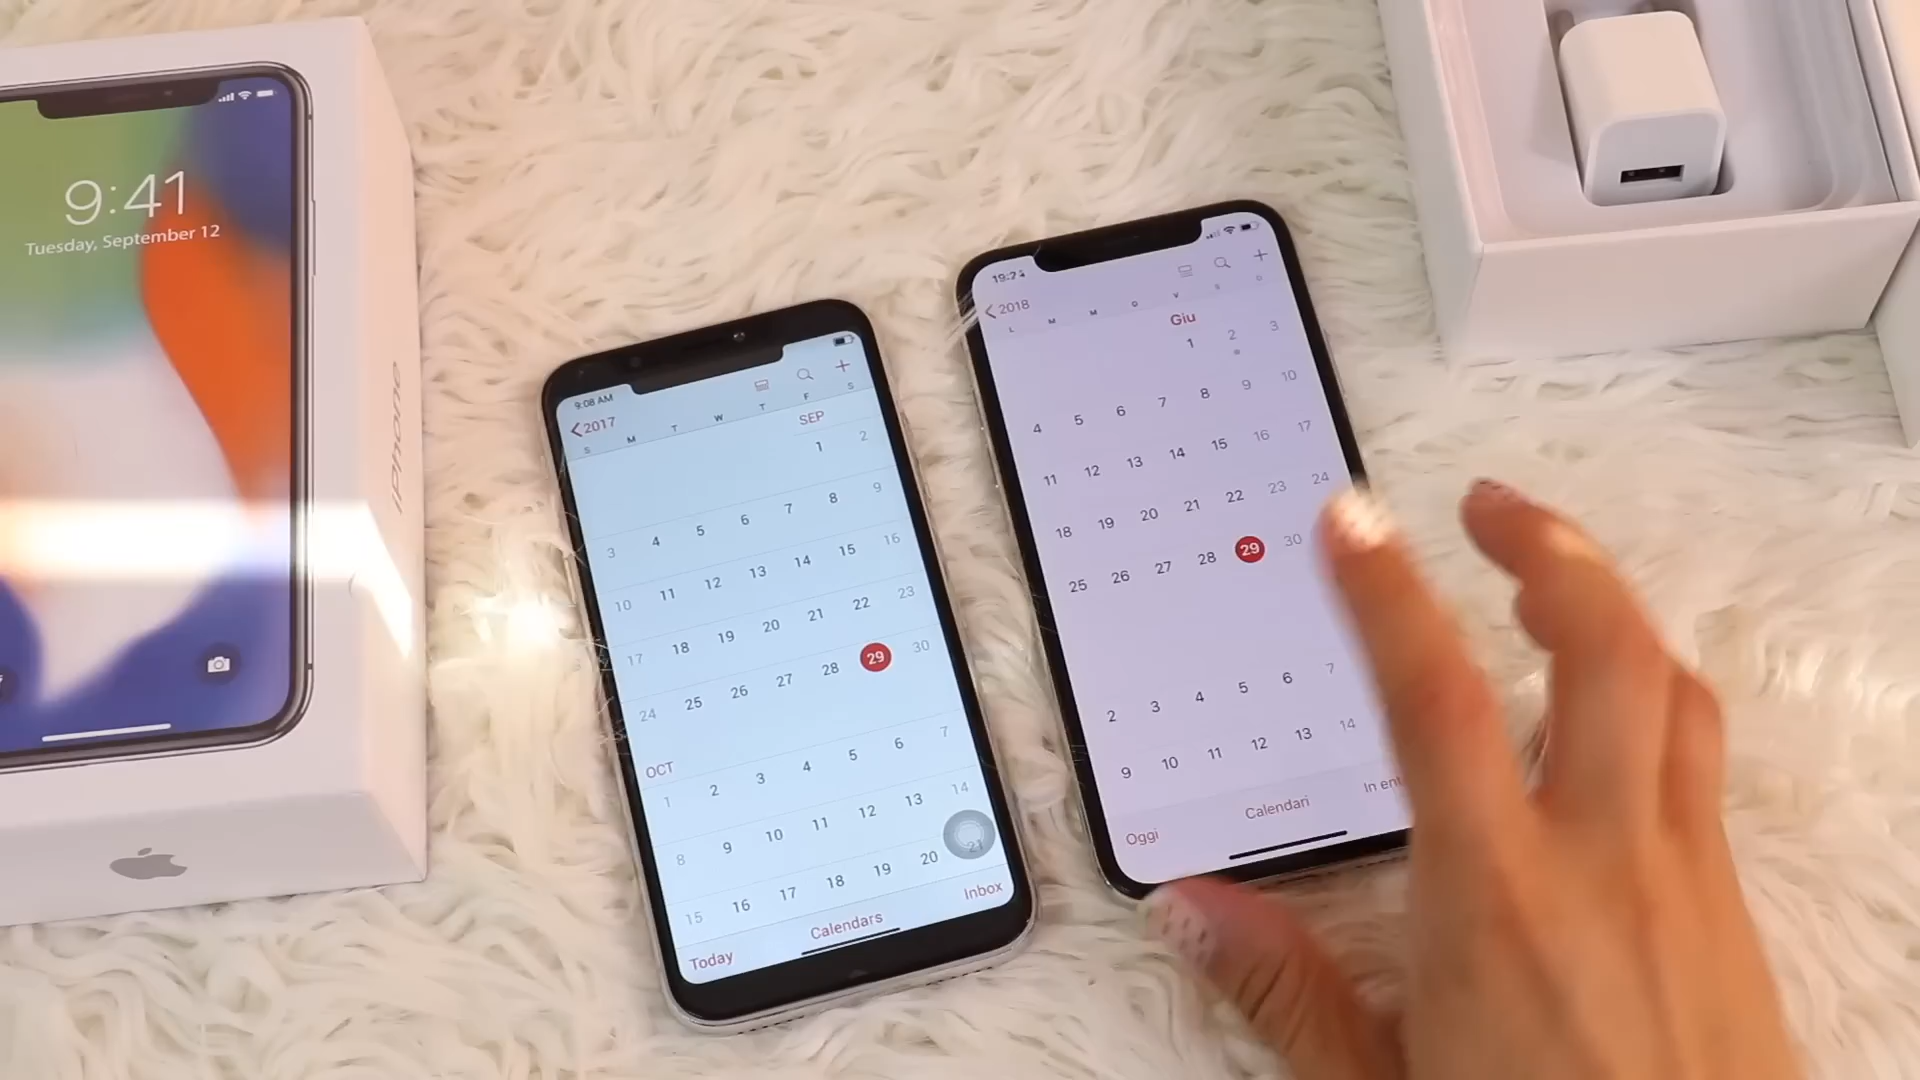 9:41
Tuesday, September 12
iPhone
9:08 AM
2017
S M T W T F S
SEP
1 2
3 4 5 6 7 8 9
10 11 12 13 14 15 16
17 18 19 20 21 22 23
24 25 26 27 28 29 30
OCT
1 2 3 4 5 6 7
8 9 10 11 12 13 14
15 16 17 18 19 20 21
Today Calendars Inbox
2018
L M M G V S D
Giu
1 2 3
4 5 6 7 8 9 10
11 12 13 14 15 16 17
18 19 20 21 22 23 24
25 26 27 28 29 30
2 3 4 5 6 7
9 10 11 12 13 14
Oggi Calendari In